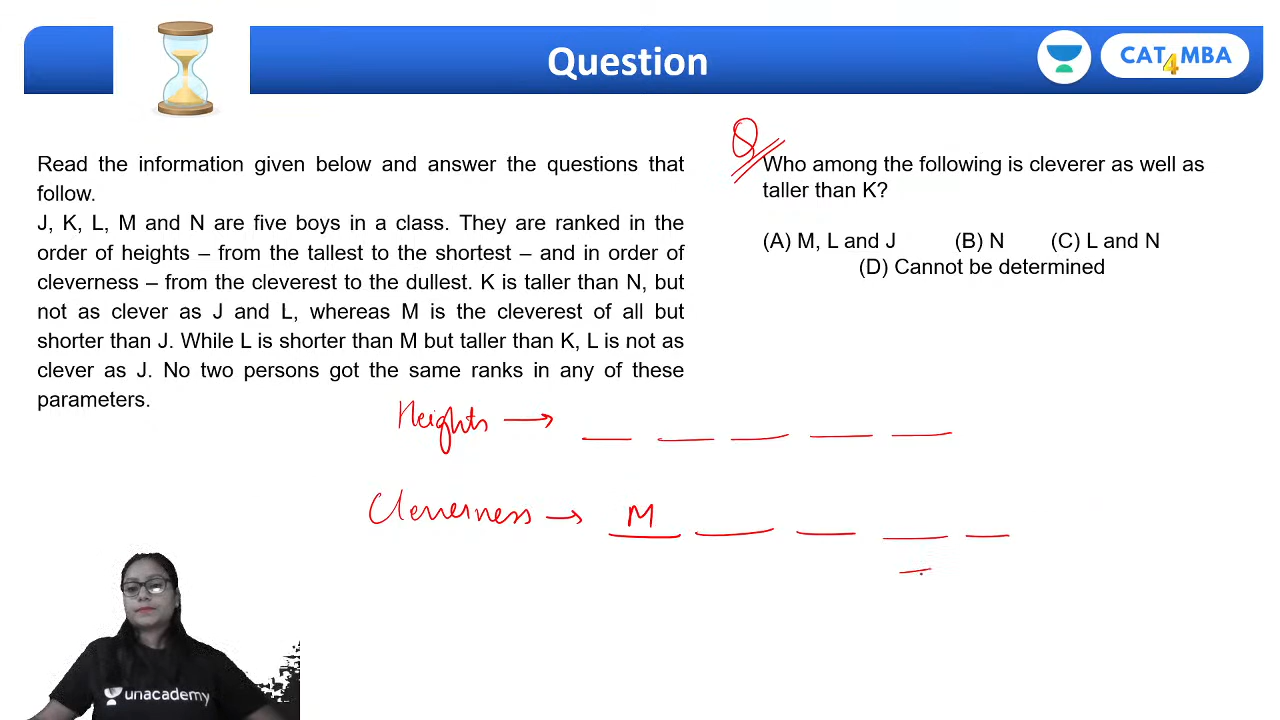 Question
CAT4MBA
Read the information given below and answer the questions that
follow.
J, K, L, M and N are five boys in a class. They are ranked in the
order of heights – from the tallest to the shortest – and in order of
cleverness – from the cleverest to the dullest. K is taller than N, but
not as clever as J and L, whereas M is the cleverest of all but
shorter than J. While L is shorter than M but taller than K, L is not as
clever as J. No two persons got the same ranks in any of these
parameters.
Q
Who among the following is cleverer as well as
taller than K?
(A) M, L and J (B) N (C) L and N
(D) Cannot be determined
Heights →
Cleverness → M
unacademy